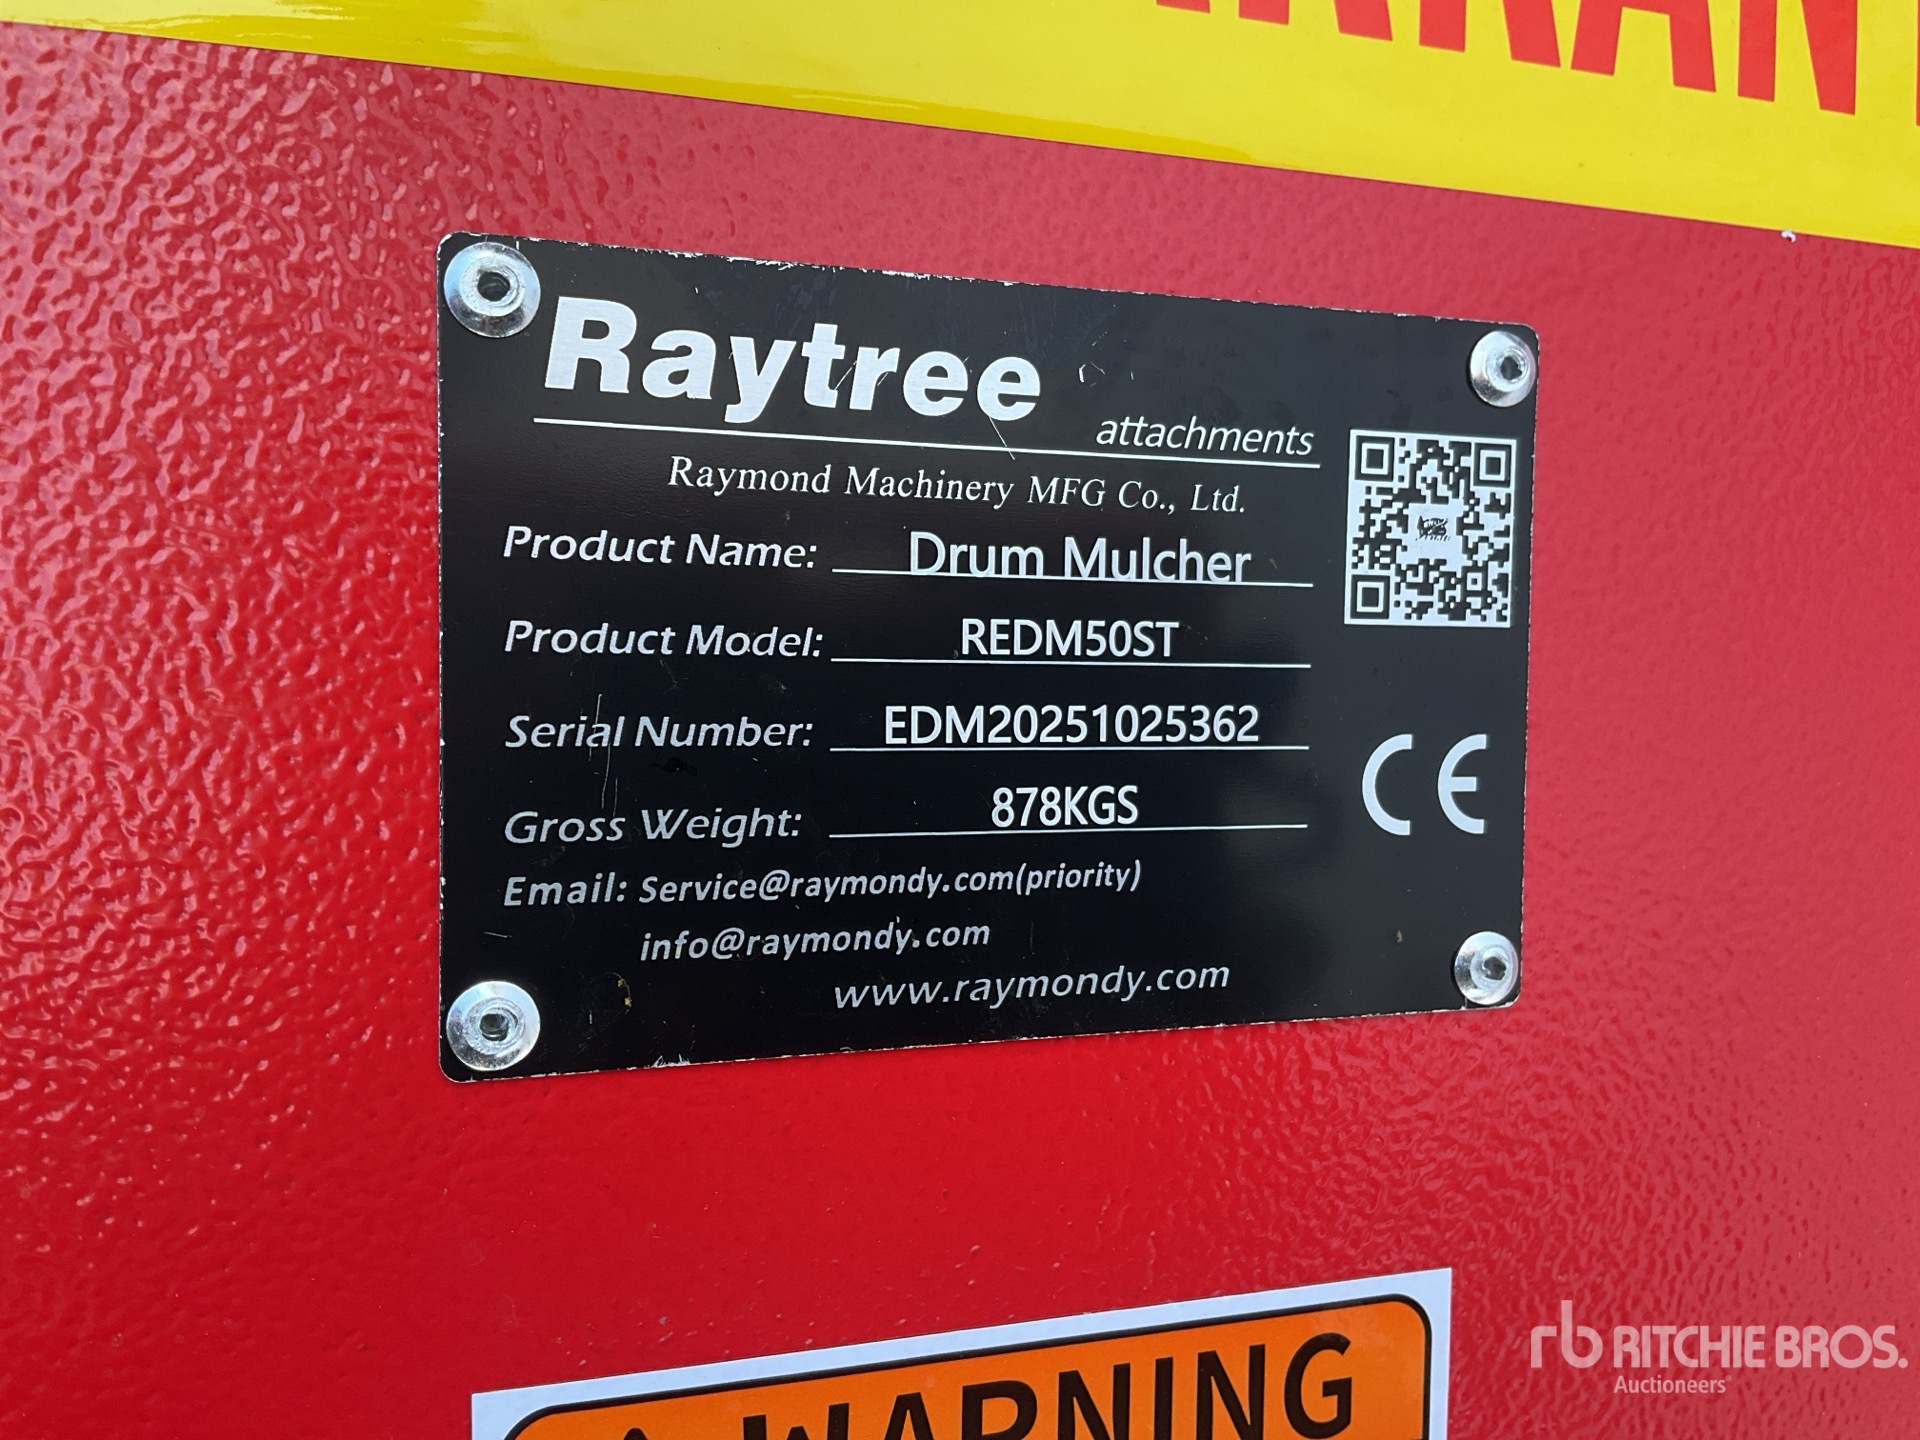 Raytree
attachments
Raymond Machinery MFG Co., Ltd.
Product Name: Drum Mulcher
Product Model: REDM50ST
Serial Number: EDM20251025362
Gross Weight: 878KGS
CE
Email: Service@raymondy.com(priority)
info@raymondy.com
www.raymondy.com
WARNING
rb RITCHIE BROS.
Auctioneers